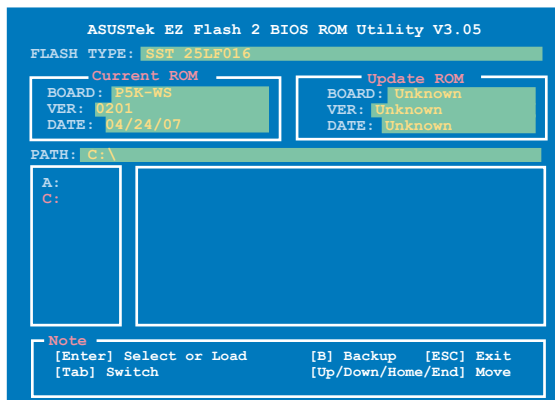 ASUSTek EZ Flash 2 BIOS ROM Utility V3.05
FLASH TYPE: SST 25LF016
Current ROM
BOARD: P5K-WS
VER: 0201
DATE: 04/24/07
Update ROM
BOARD: Unknown
VER: Unknown
DATE: Unknown
PATH: C:\
A:
C:
Note
[Enter] Select or Load [B] Backup [ESC] Exit
[Tab] Switch [Up/Down/Home/End] Move